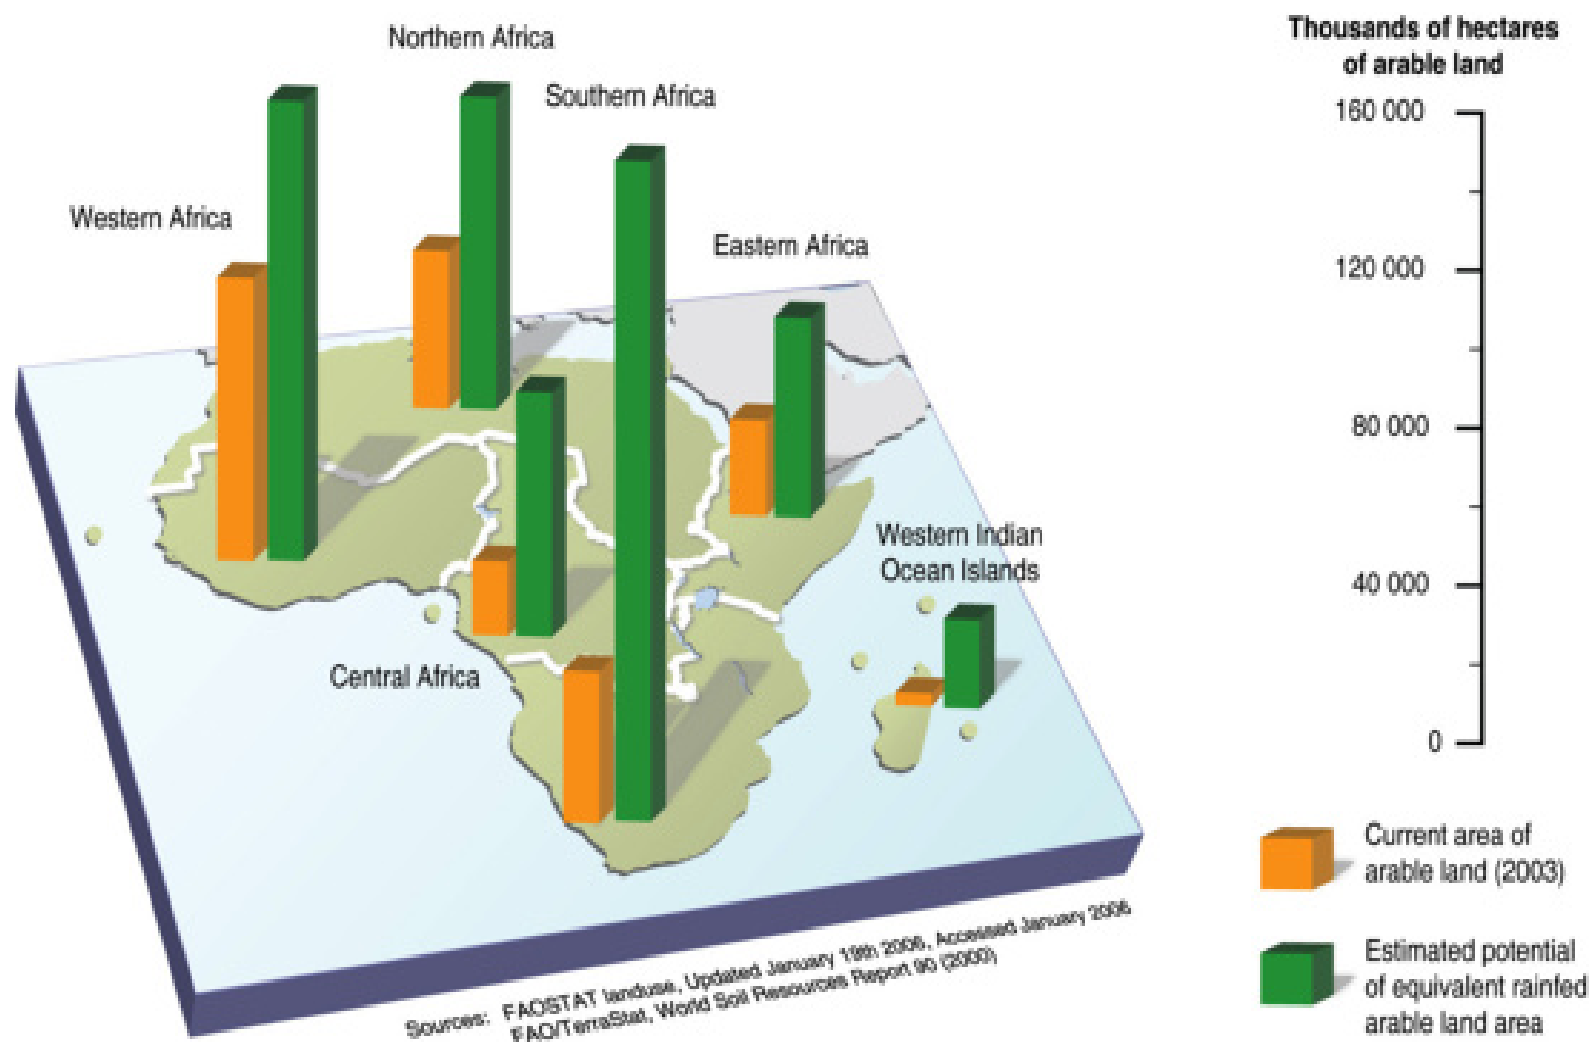 Northern Africa
Southern Africa
Western Africa
Eastern Africa
Western Indian
Ocean Islands
Central Africa
Thousands of hectares
of arable land
160 000
120 000
80 000
40 000
0
Current area of
arable land (2003)
Estimated potential
of equivalent rainfed
arable land area
Sources: FAOSTAT landuse, Updated January 19th 2006, Accessed January 2006
FAO/TerraStat, World Soil Resources Report 90 (2000)